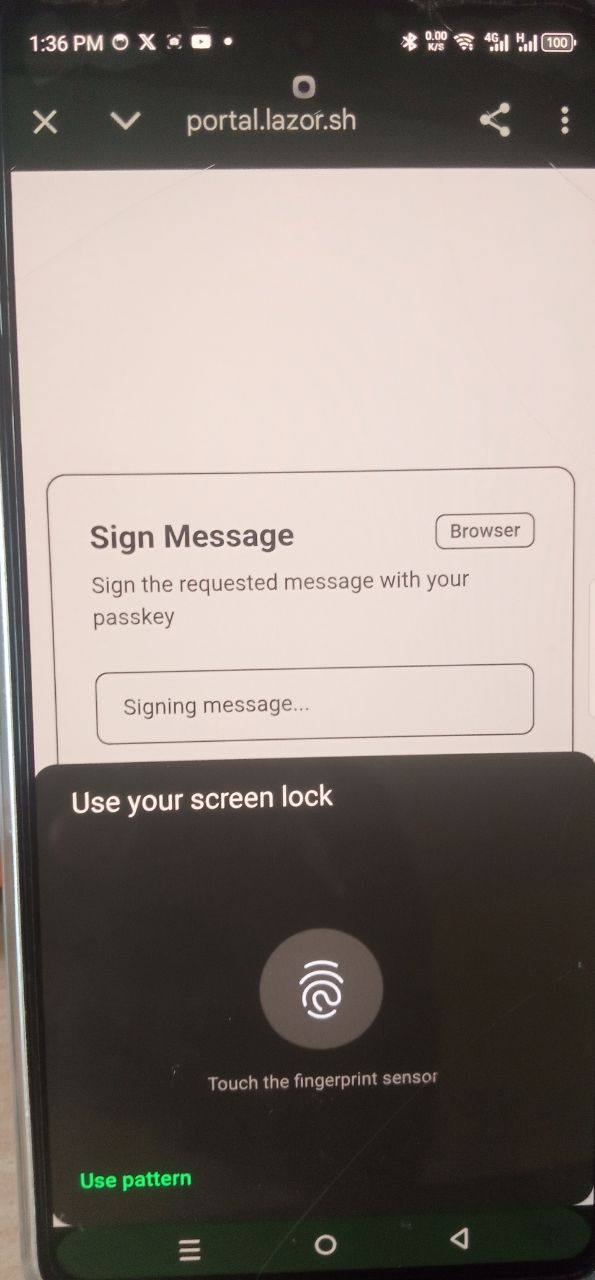 1:36 PM X 0.00 K/S 4G H 100
portal.lazor.sh
Sign Message Browser
Sign the requested message with your
passkey
Signing message...
Use your screen lock
Touch the fingerprint sensor
Use pattern